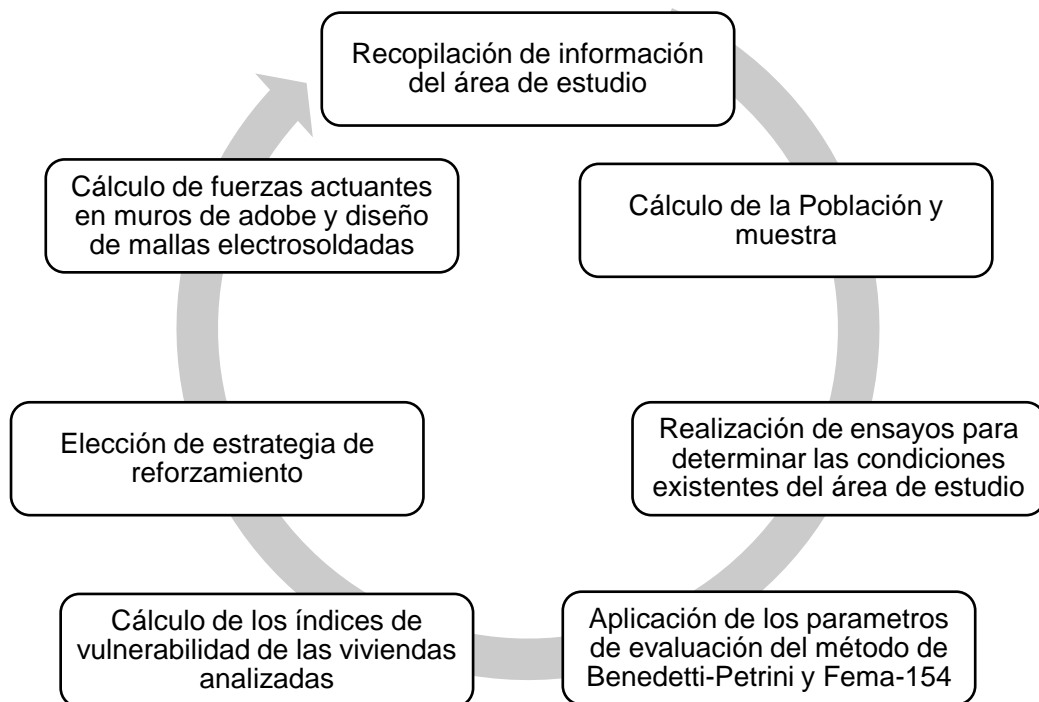 Recopilación de información
del área de estudio
Cálculo de la Población y
muestra
Realización de ensayos para
determinar las condiciones
existentes del área de estudio
Aplicación de los parametros
de evaluación del método de
Benedetti-Petrini y Fema-154
Cálculo de los índices de
vulnerabilidad de las viviendas
analizadas
Elección de estrategia de
reforzamiento
Cálculo de fuerzas actuantes
en muros de adobe y diseño
de mallas electrosoldadas